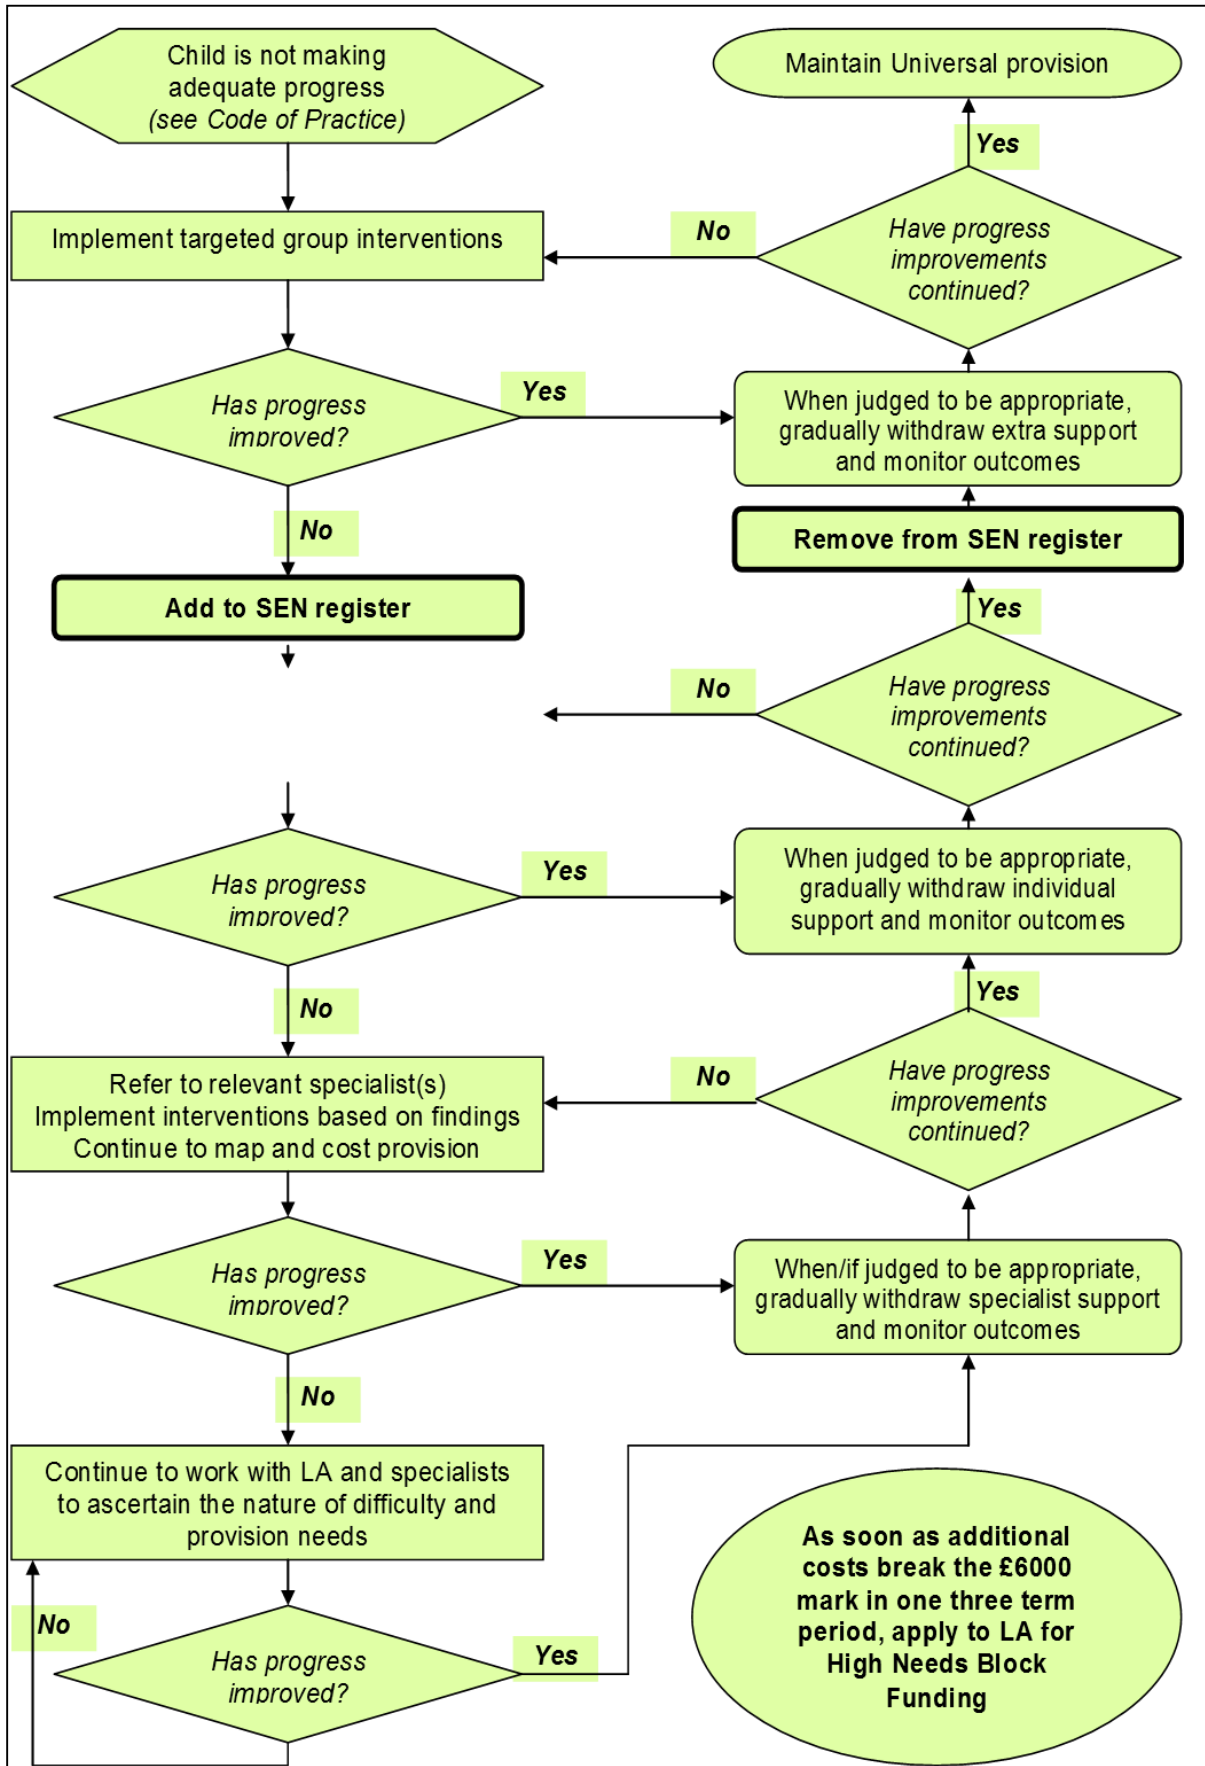 Child is not making
adequate progress
(see Code of Practice)
Maintain Universal provision
Yes
Implement targeted group interventions
No
Have progress
improvements
continued?
Has progress
improved?
Yes
When judged to be appropriate,
gradually withdraw extra support
and monitor outcomes
No
Remove from SEN register
Add to SEN register
Yes
No
Have progress
improvements
continued?
Has progress
improved?
Yes
When judged to be appropriate,
gradually withdraw individual
support and monitor outcomes
No
Yes
Refer to relevant specialist(s)
Implement interventions based on findings
Continue to map and cost provision
No
Have progress
improvements
continued?
Has progress
improved?
Yes
When/if judged to be appropriate,
gradually withdraw specialist support
and monitor outcomes
No
Continue to work with LA and specialists
to ascertain the nature of difficulty and
provision needs
No
Has progress
improved?
Yes
As soon as additional
costs break the £6000
mark in one three term
period, apply to LA for
High Needs Block
Funding